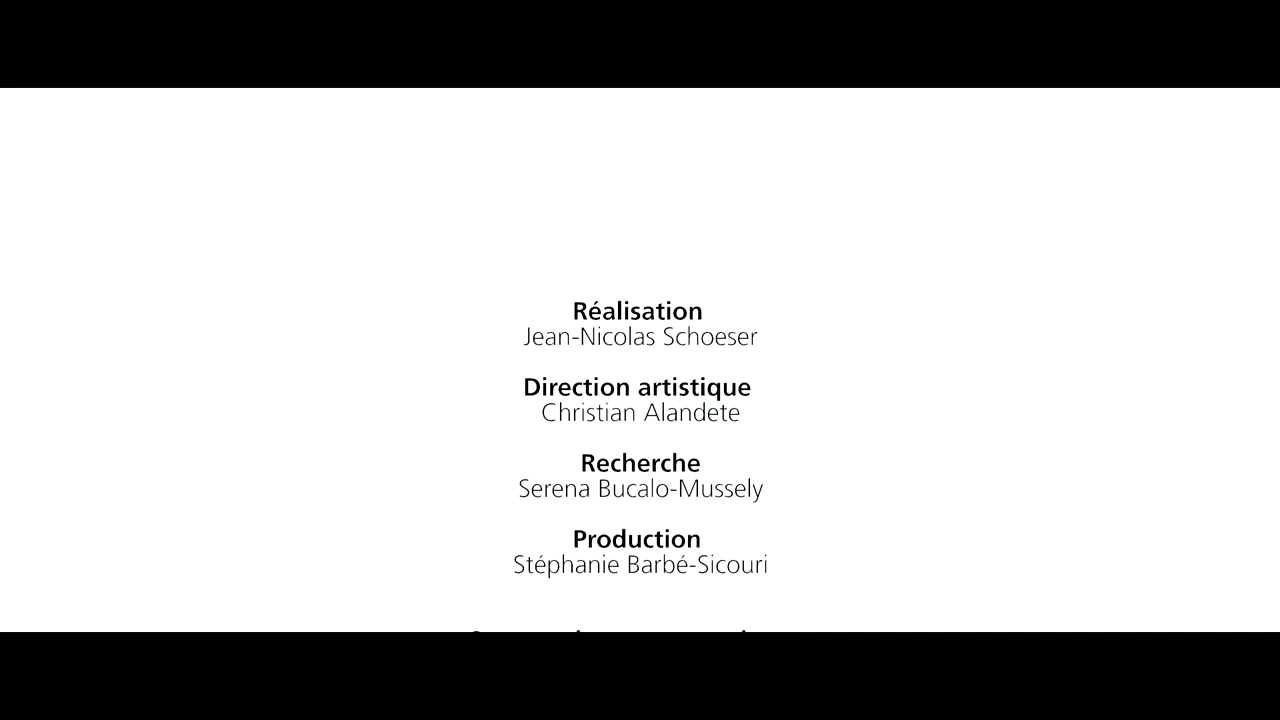 Réalisation
Jean-Nicolas Schoeser
Direction artistique
Christian Alandete
Recherche
Serena Bucalo-Mussely
Production
Stéphanie Barbé-Sicouri